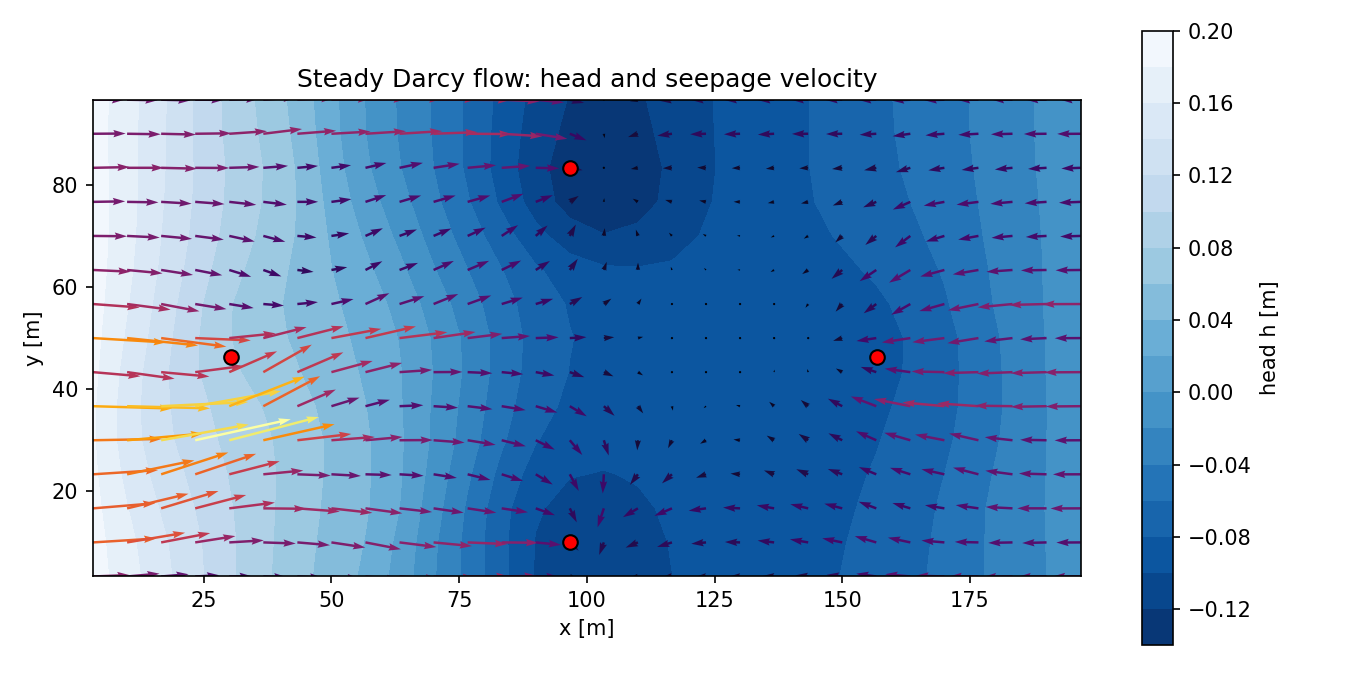 Steady Darcy flow: head and seepage velocity
80
60
40
20
y [m]
25 50 75 100 125 150 175
x [m]
0.20
0.16
0.12
0.08
0.04
0.00
−0.04
−0.08
−0.12
head h [m]